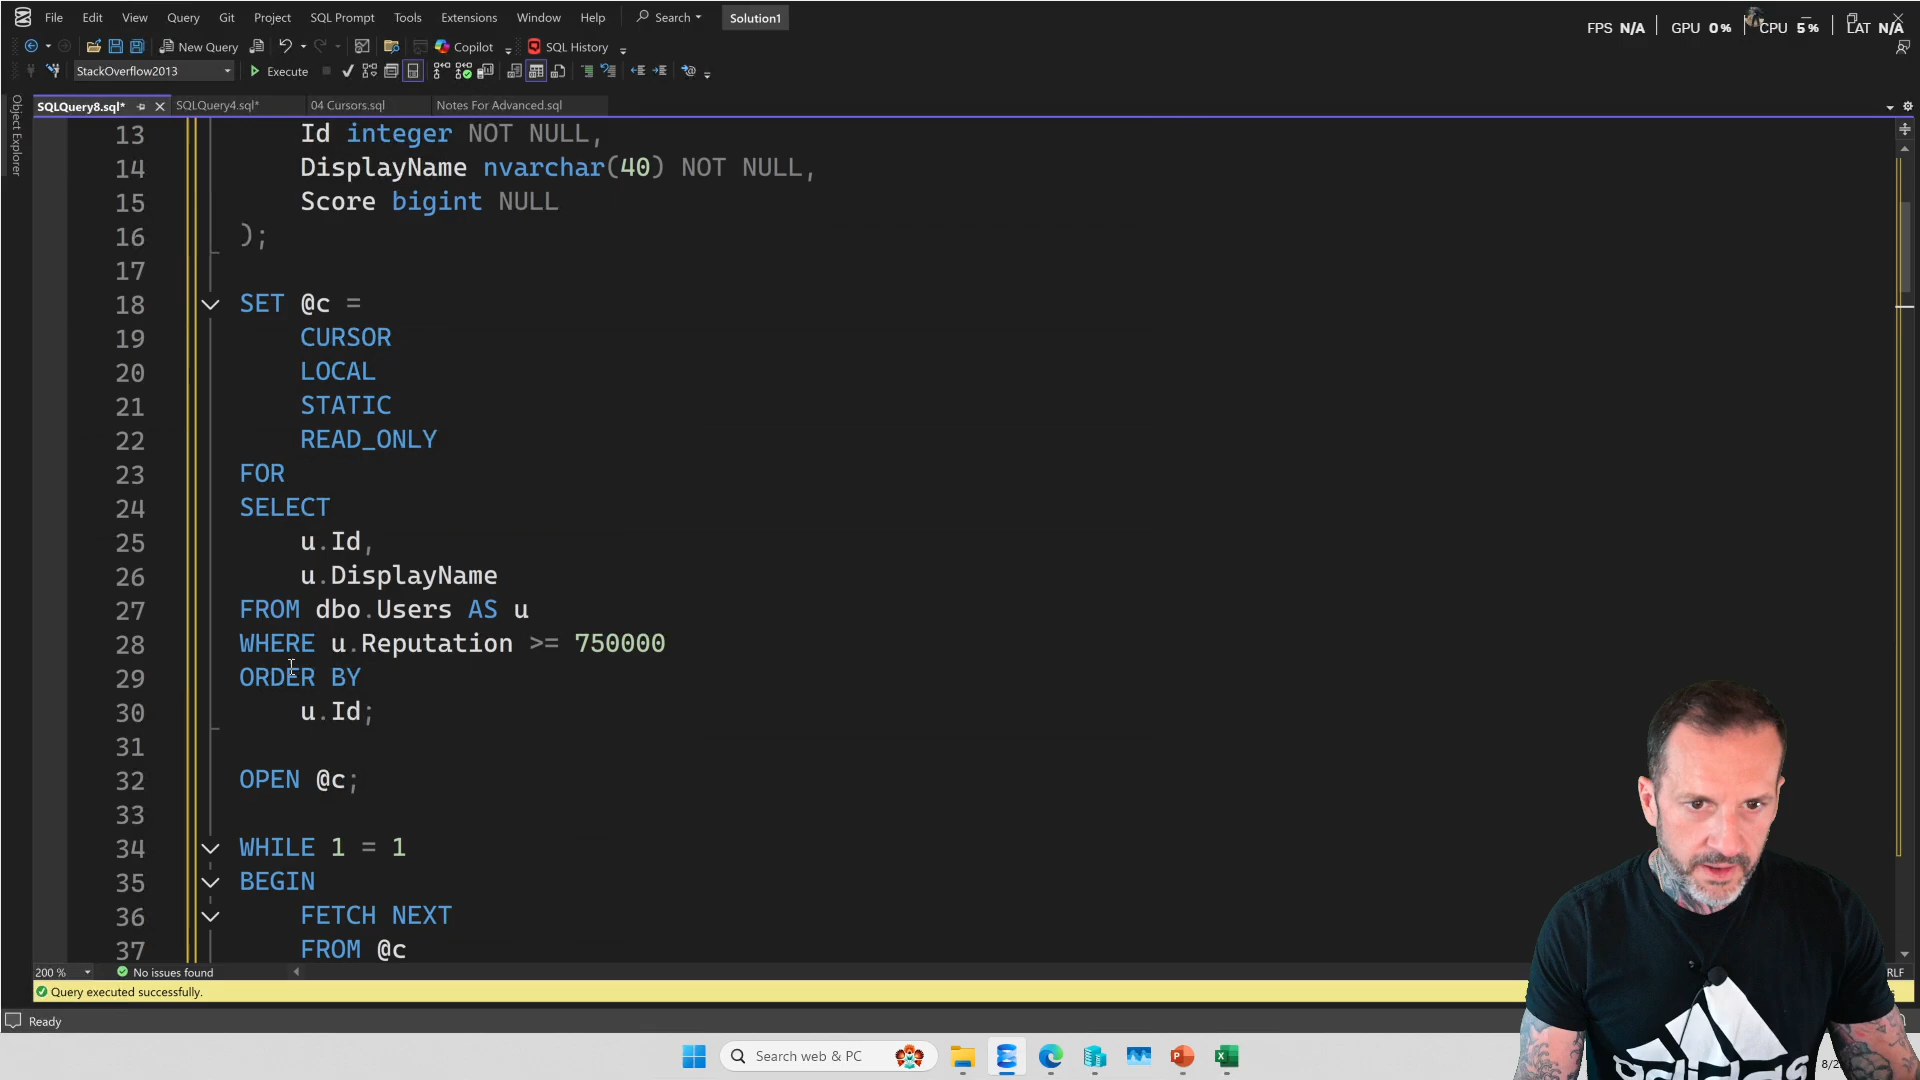 File Edit View Query Git Project SQL Prompt Tools Extensions Window Help Search Solution1
FPS N/A GPU 0% CPU 5% LAT N/A
New Query Copilot SQL History
StackOverflow2013 Execute
SQLQuery8.sql* SQLQuery4.sql* 04 Cursors.sql Notes For Advanced.sql
Object Explorer
13 Id integer NOT NULL,
14 DisplayName nvarchar(40) NOT NULL,
15 Score bigint NULL
16 );
17
18 SET @c =
19 CURSOR
20 LOCAL
21 STATIC
22 READ_ONLY
23 FOR
24 SELECT
25 u.Id,
26 u.DisplayName
27 FROM dbo.Users AS u
28 WHERE u.Reputation >= 750000
29 ORDER BY
30 u.Id;
31
32 OPEN @c;
33
34 WHILE 1 = 1
35 BEGIN
36 FETCH NEXT
37 FROM @c
200 % No issues found
Query executed successfully.
Ready
Search web & PC
adidas